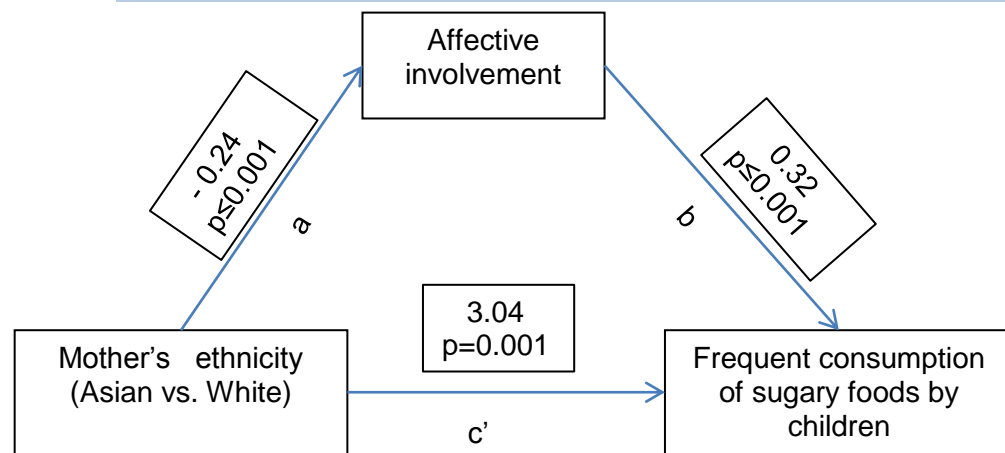 Affective
involvement
- 0.24
p≤0.001
a
0.32
p≤0.001
b
3.04
p=0.001
Mother’s ethnicity
(Asian vs. White)
Frequent consumption
of sugary foods by
children
c’